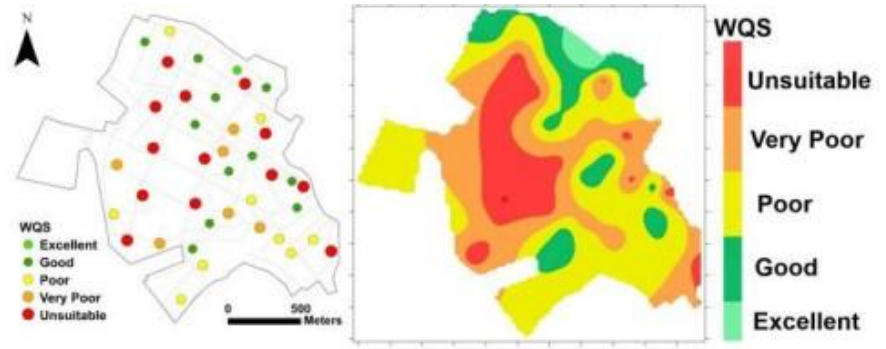 N
WQS
Excellent
Good
Poor
Very Poor
Unsuitable
0 500
Meters
WQS
Unsuitable
Very Poor
Poor
Good
Excellent